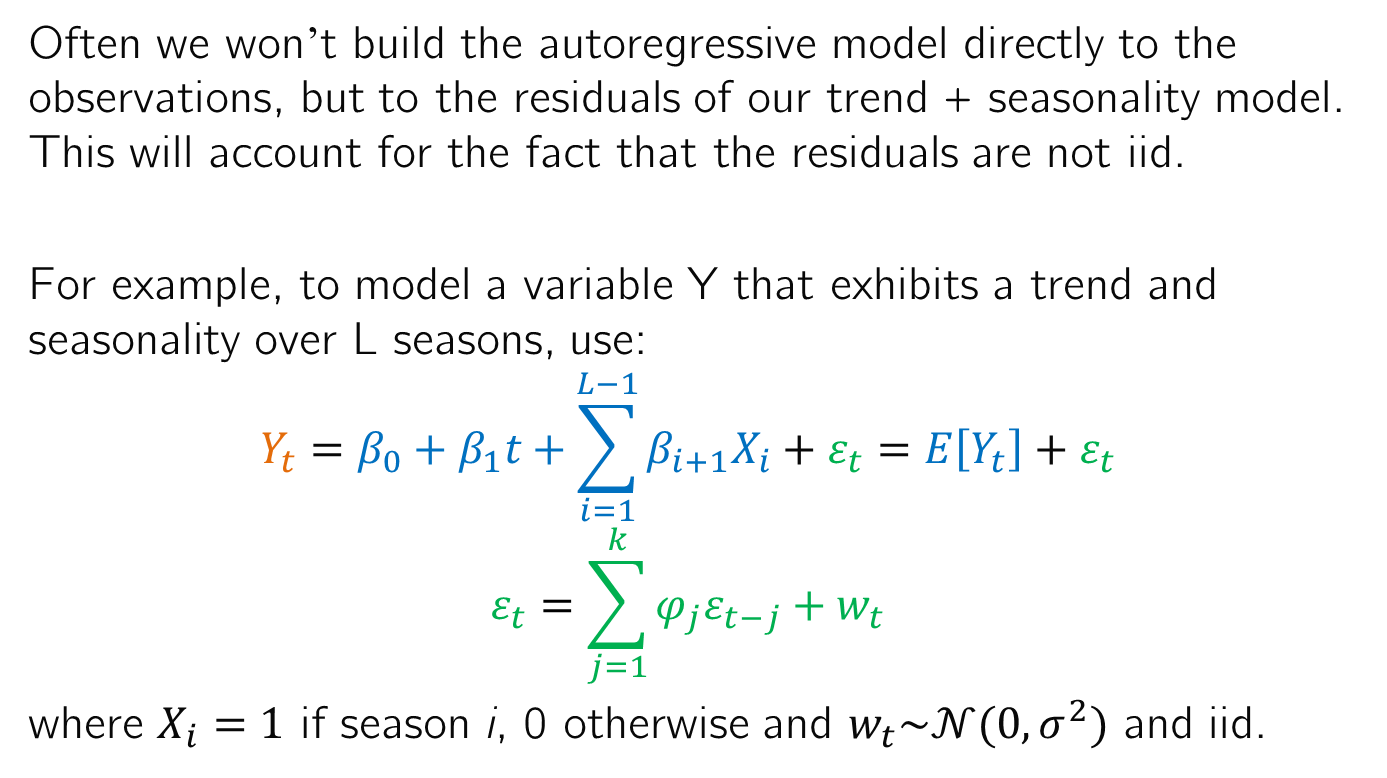 Often we won't build the autoregressive model directly to the
observations, but to the residuals of our trend + seasonality model.
This will account for the fact that the residuals are not iid.
For example, to model a variable Y that exhibits a trend and
seasonality over L seasons, use:
Y_t = β_0 + β_1 t + ∑_{i=1}^{L−1} β_{i+1} X_i + ε_t = E[Y_t] + ε_t
ε_t = ∑_{j=1}^{k} φ_j ε_{t−j} + w_t
where X_i = 1 if season i, 0 otherwise and w_t~𝒩(0, σ²) and iid.